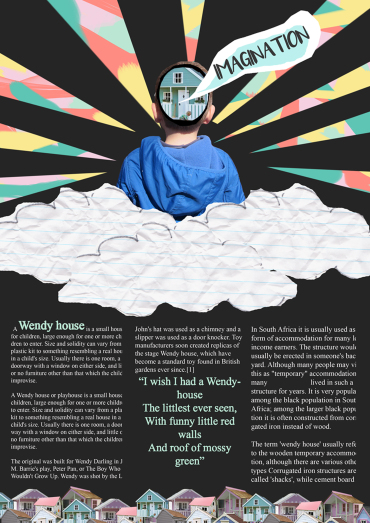 IMAGINATION
A Wendy house is a small hous
for children, large enough for one or more ch
dren to enter. Size and solidity can vary from
plastic kit to something resembling a real hos
in a child's size. Usually there is one room, a
doorway with a window on either side, and li
or no furniture other than that which the childre
improvise.
A Wendy house or playhouse is a small house
children, large enough for one or more childre
to enter. Size and solidity can vary from a pla
kit to something resembling a real house in a
child's size. Usually there is one room, a door
way with a window on either side, and little o
no furniture other than that which the children
improvise.
The original was built for Wendy Darling in J
M. Barrie's play, Peter Pan, or The Boy Who
Wouldn't Grow Up. Wendy was shot by the L
John's hat was used as a chimney and a
slipper was used as a door knocker. Toy
manufacturers soon created replicas of
the stage Wendy house, which have
become a standard toy found in British
gardens ever since.[1]
“I wish I had a Wendy-
house
The littlest ever seen,
With funny little red
walls
And roof of mossy
green”
In South Africa it is usually used as
form of accommodation for many l
income earners. The structure woul
usually be erected in someone's bac
yard. Although many people may vi
this as "temporary" accommodation
many lived in such a
structure for years. It is very popula
among the black population in Sout
Africa; among the larger black popu
tion it is often constructed from cor
gated iron instead of wood.
The term 'wendy house' usually refe
to the wooden temporary accommo
tion, although there are various othe
types Corrugated iron structures are
called 'shacks', while cement board